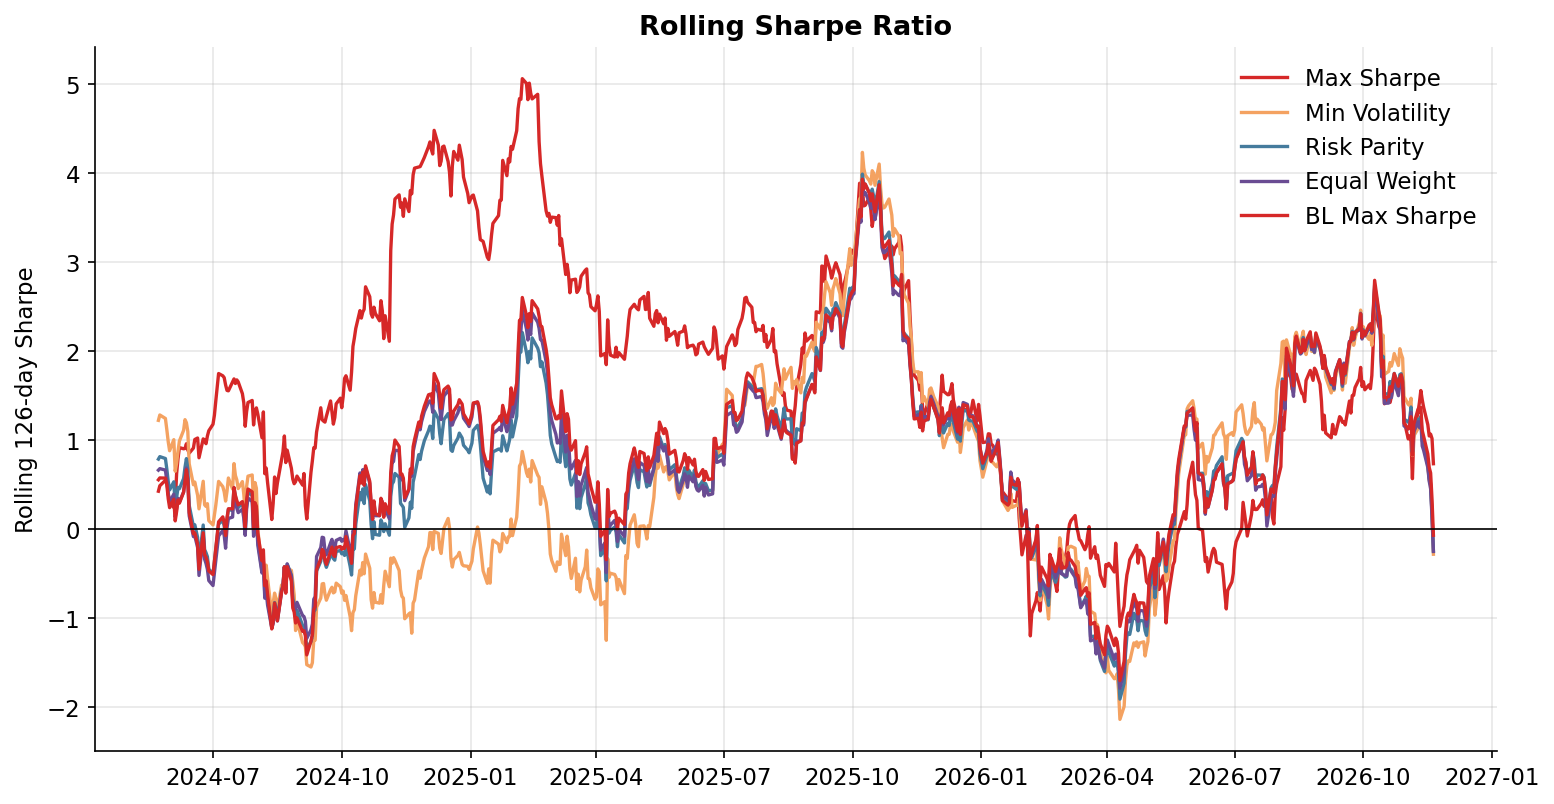 Rolling Sharpe Ratio
Rolling 126-day Sharpe
5
4
3
2
1
0
−1
−2
Max Sharpe
Min Volatility
Risk Parity
Equal Weight
BL Max Sharpe
2024-07 2024-10 2025-01 2025-04 2025-07 2025-10 2026-01 2026-04 2026-07 2026-10 2027-01